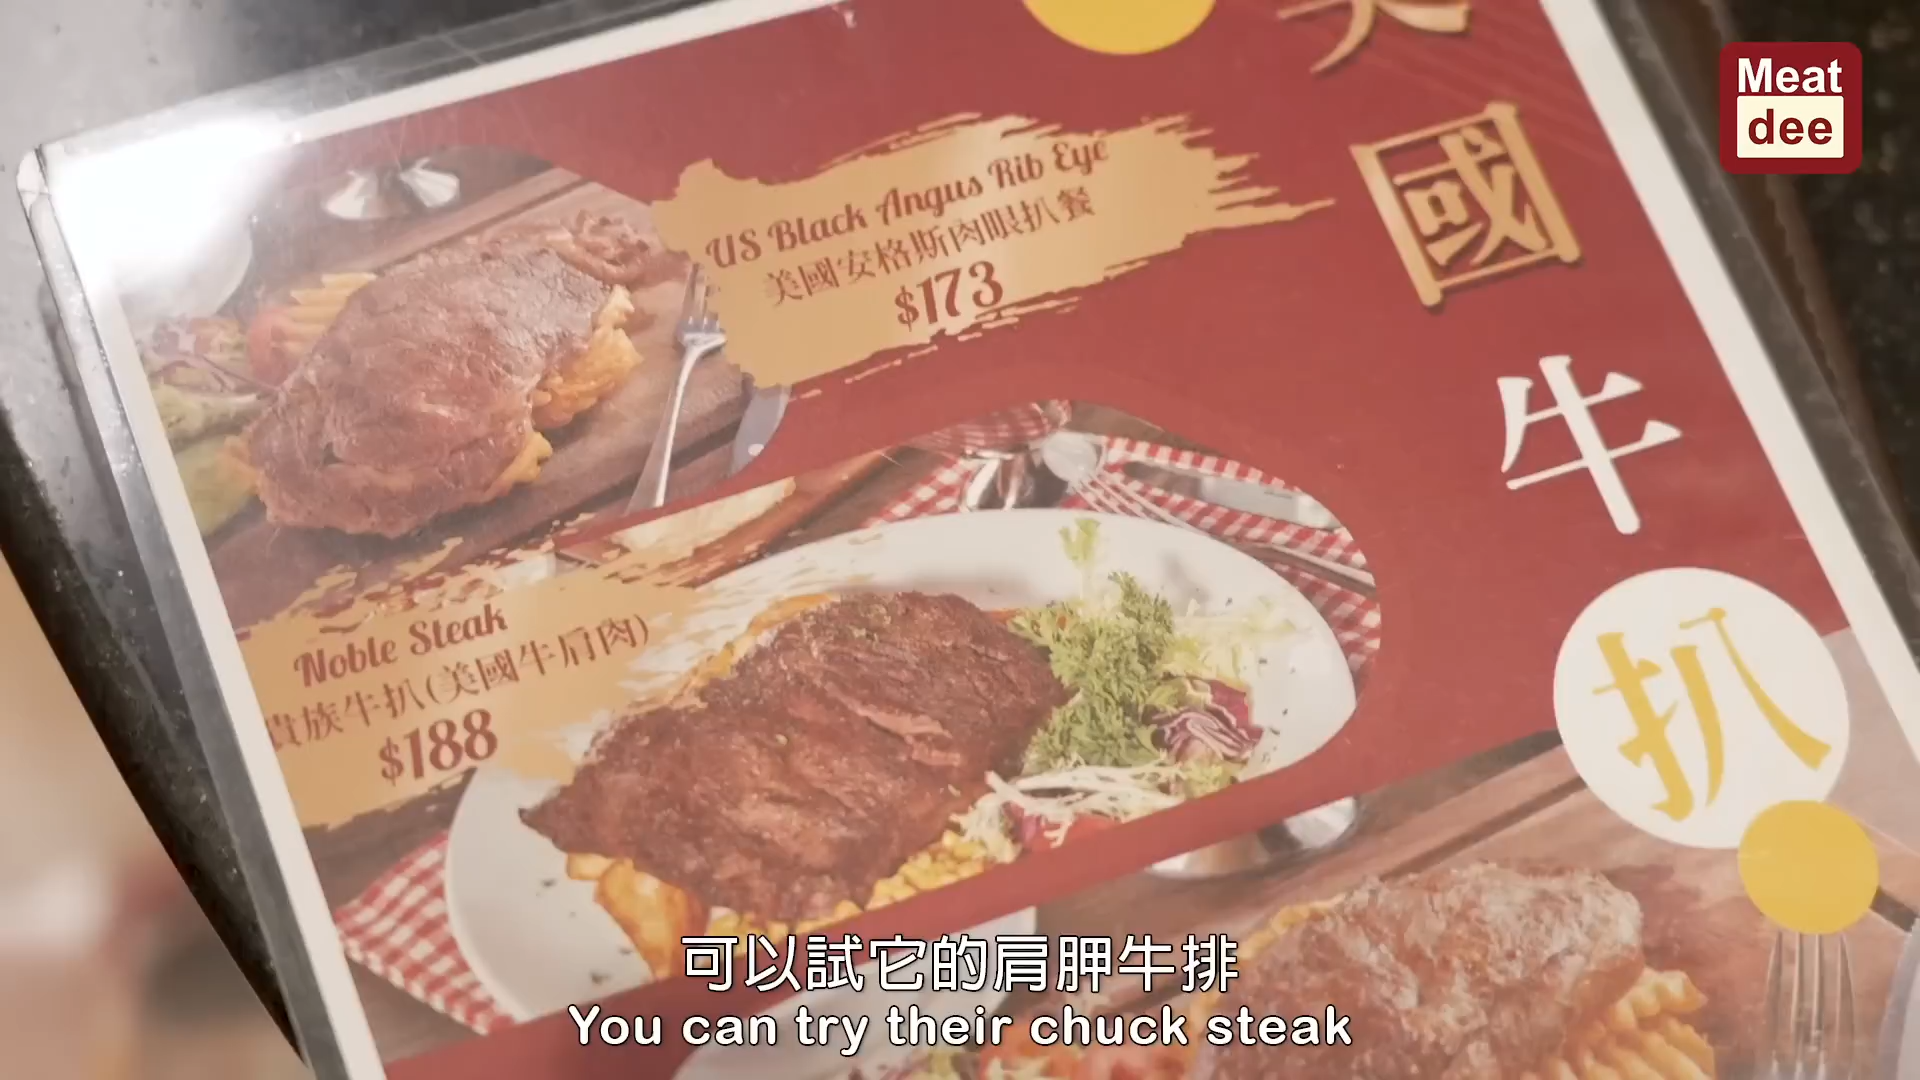 Meat
dee
US Black Angus Rib Eye
美國安格斯肉眼扒餐
$173
美國牛扒
Noble Steak
貴族牛扒(美國牛肩肉)
$188
可以試它的肩胛牛排
You can try their chuck steak